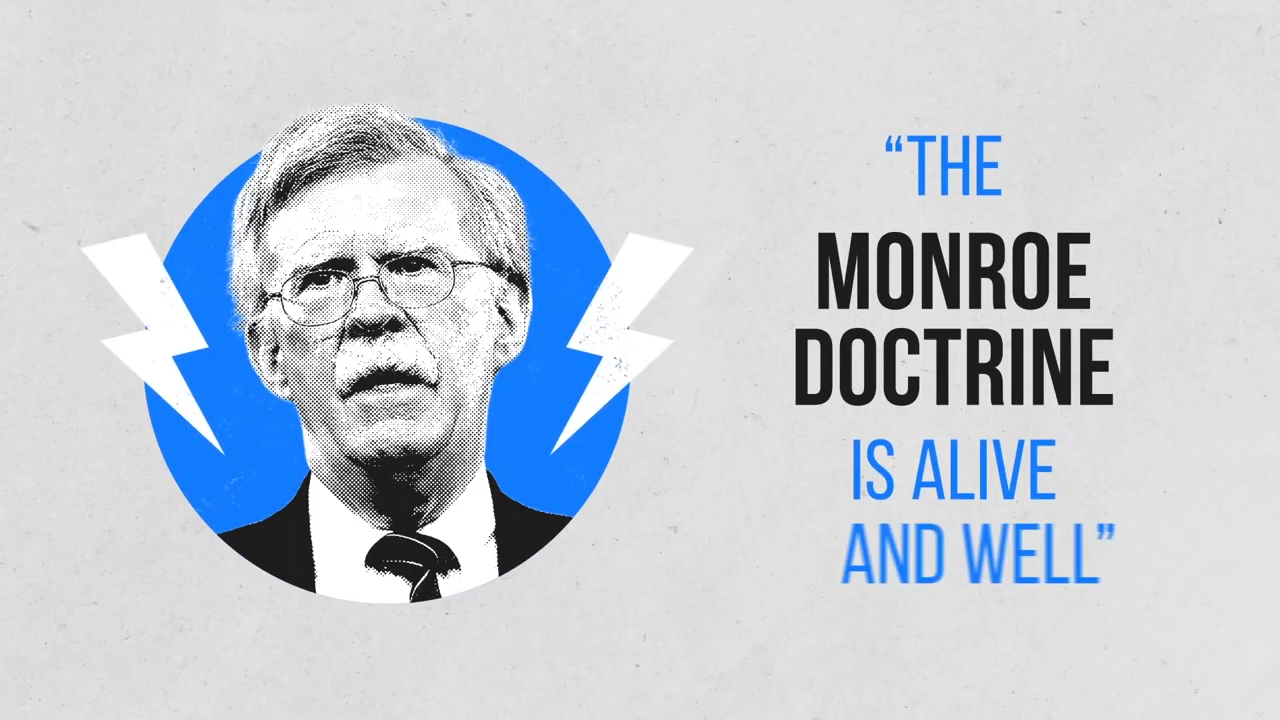 “THE
MONROE
DOCTRINE
IS ALIVE
AND WELL”